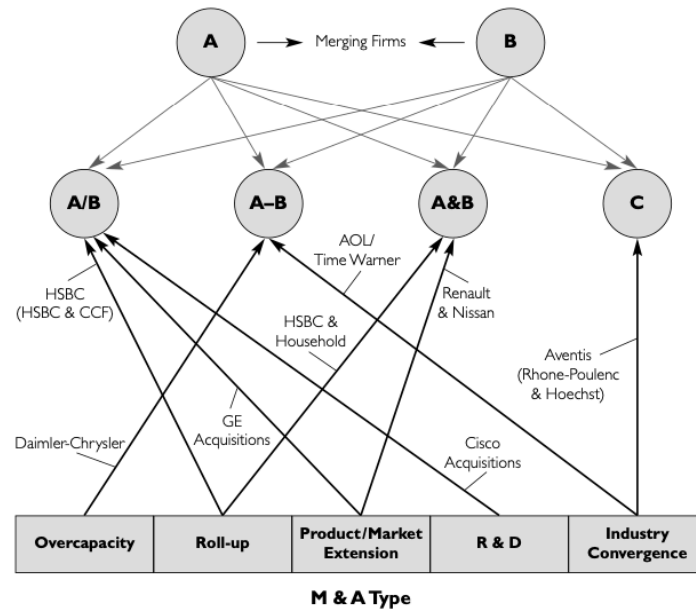 A
Merging Firms
B
A/B
A–B
A&B
C
AOL/
Time Warner
HSBC
(HSBC & CCF)
Renault
& Nissan
HSBC &
Household
Aventis
(Rhone-Poulenc
& Hoechst)
GE
Acquisitions
Daimler-Chrysler
Cisco
Acquisitions
Overcapacity
Roll-up
Product/Market
Extension
R & D
Industry
Convergence
M & A Type